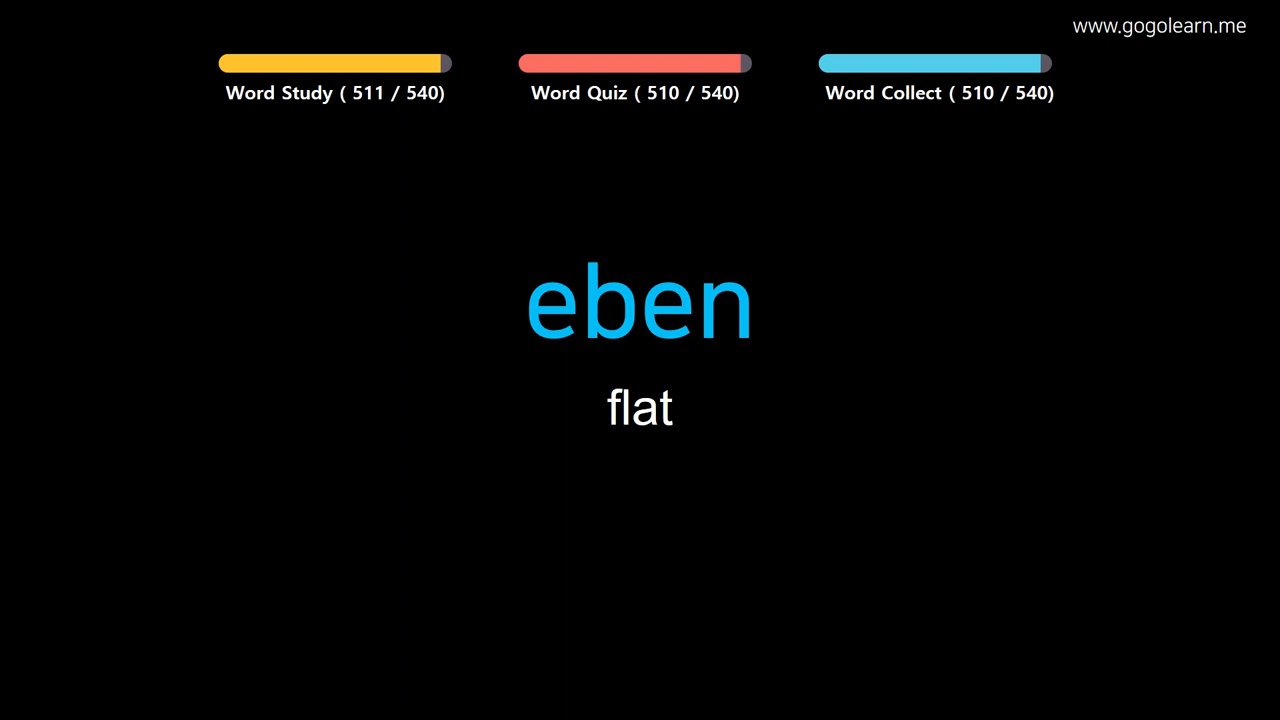 www.gogolearn.me
Word Study ( 511 / 540)
Word Quiz ( 510 / 540)
Word Collect ( 510 / 540)
eben
flat